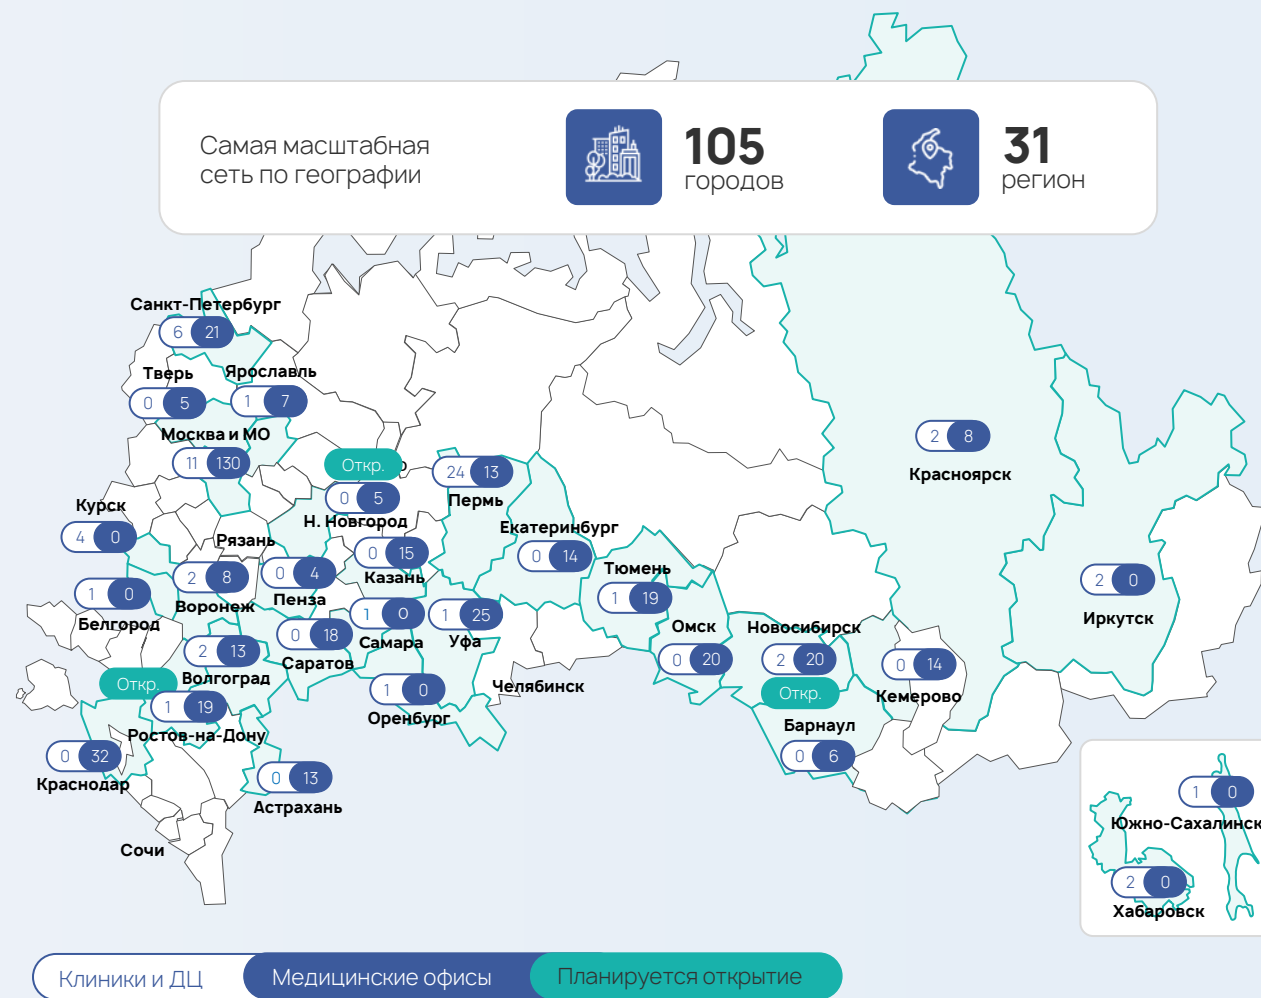 Самая масштабная
сеть по географии
105
городов
31
регион
Санкт-Петербург
6 21
Тверь
0 5
Ярославль
1 7
Москва и МО
11 130
Откр.
0 5
Н. Новгород
24 13
Пермь
2 8
Красноярск
Курск
4 0
Рязань
Екатеринбург
0 14
0 15
Казань
2 8
Воронеж
0 4
Пенза
Тюмень
1 19
1 0
Белгород
2 0
Иркутск
1 0
Самара
1 25
Уфа
0 18
Саратов
2 13
Волгоград
Омск
0 20
Новосибирск
2 20
Откр.
0 14
Кемерово
Откр.
1 19
Ростов-на-Дону
1 0
Оренбург
Челябинск
Барнаул
0 6
0 32
Краснодар
0 13
Астрахань
Сочи
1 0
Южно-Сахалинск
2 0
Хабаровск
Клиники и ДЦ
Медицинские офисы
Планируется открытие